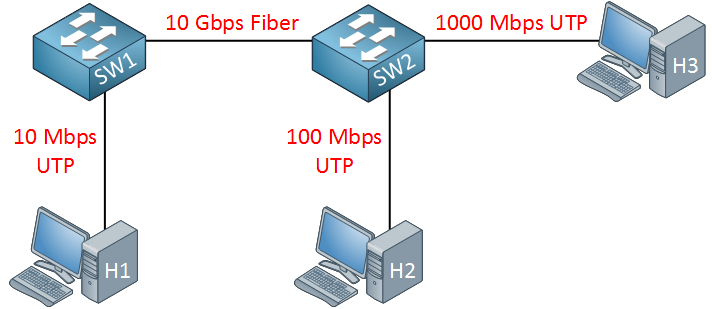 10 Gbps Fiber
1000 Mbps UTP
SW1
SW2
H3
10 Mbps
UTP
100 Mbps
UTP
H1
H2